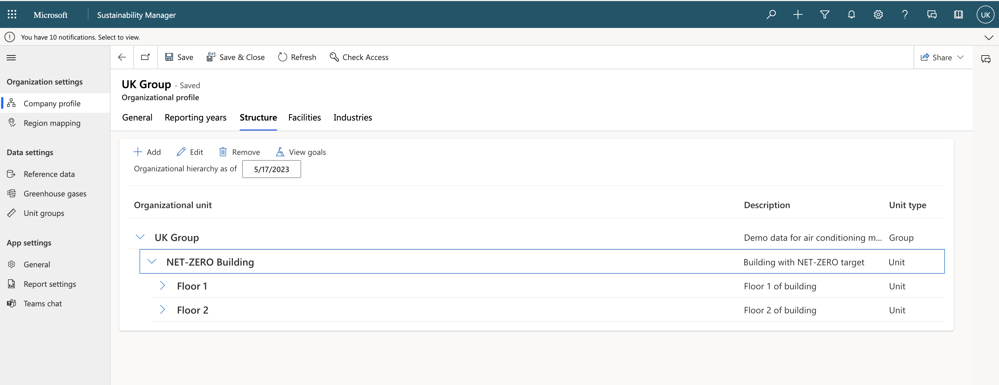 Microsoft
Sustainability Manager
UK
You have 10 notifications. Select to view.
Save
Save & Close
Refresh
Check Access
Share
Organization settings
Company profile
Region mapping
Data settings
Reference data
Greenhouse gases
Unit groups
App settings
General
Report settings
Teams chat
UK Group - Saved
Organizational profile
General
Reporting years
Structure
Facilities
Industries
Add
Edit
Remove
View goals
Organizational hierarchy as of 5/17/2023
Organizational unit Description Unit type
UK Group Demo data for air conditioning m... Group
NET-ZERO Building Building with NET-ZERO target Unit
Floor 1 Floor 1 of building Unit
Floor 2 Floor 2 of building Unit